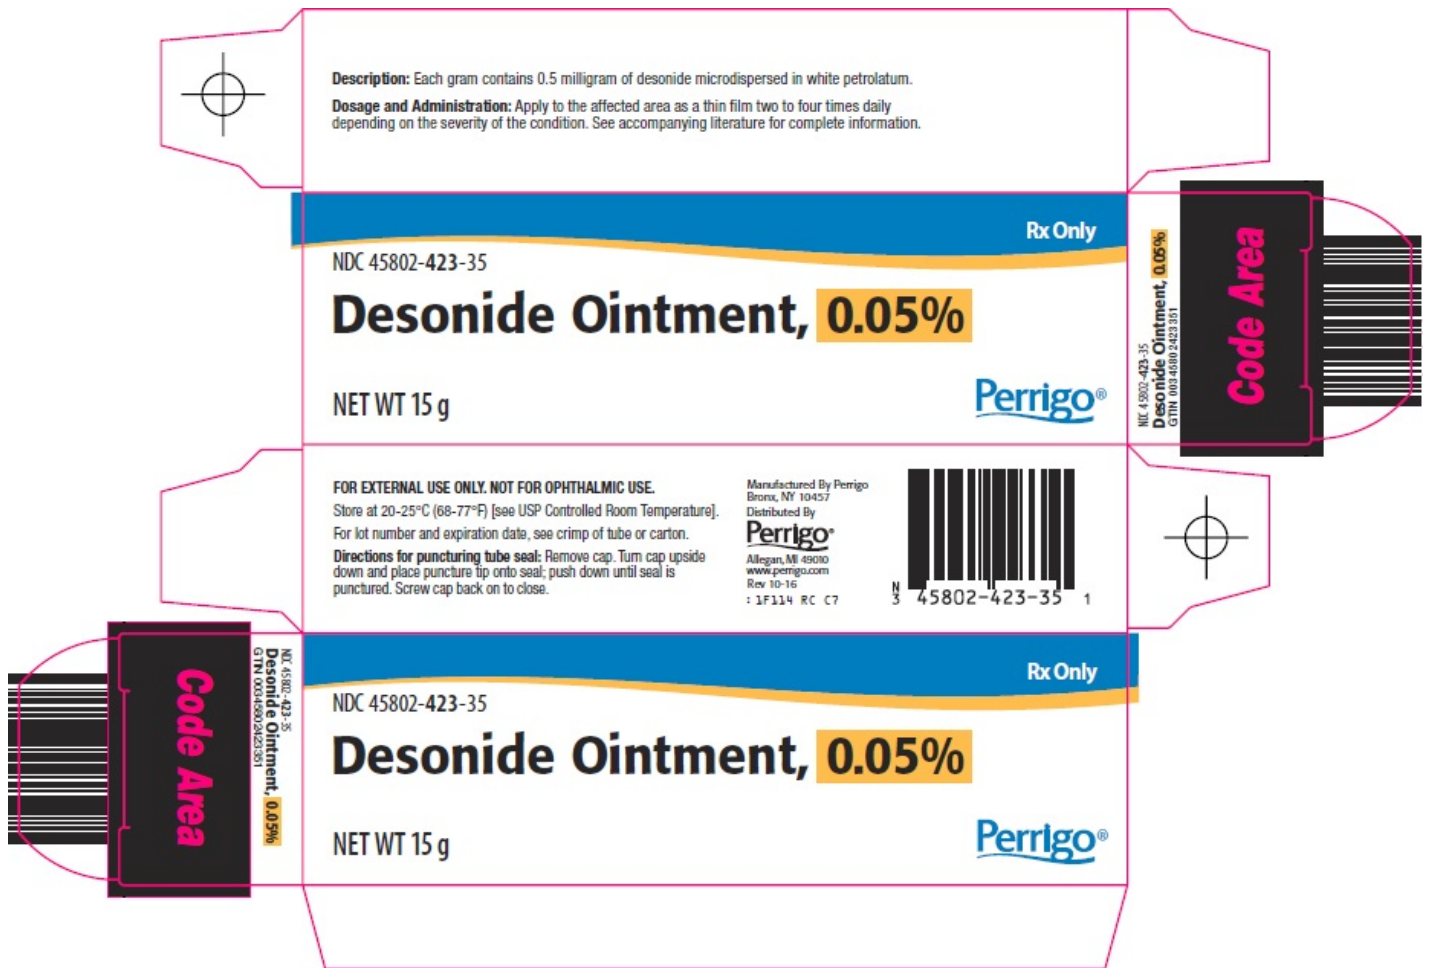 Description: Each gram contains 0.5 milligram of desonide microdispersed in white petrolatum.
Dosage and Administration: Apply to the affected area as a thin film two to four times daily
depending on the severity of the condition. See accompanying literature for complete information.
Rx Only
NDC 45802-423-35
Desonide Ointment, 0.05%
NET WT 15 g
Perrigo®
NDC 45802-423-35
Desonide Ointment, 0.05%
GTIN 00345802423351
Code Area
FOR EXTERNAL USE ONLY. NOT FOR OPHTHALMIC USE.
Store at 20-25°C (68-77°F) [see USP Controlled Room Temperature].
For lot number and expiration date, see crimp of tube or carton.
Directions for puncturing tube seal: Remove cap. Turn cap upside
down and place puncture tip onto seal; push down until seal is
punctured. Screw cap back on to close.
Manufactured By Perrigo
Bronx, NY 10457
Distributed By
Perrigo®
Allegan, MI 49010
www.perrigo.com
Rev 10-16
: 1F114 RC C7
N
3 45802-423-35 1
Rx Only
NDC 45802-423-35
Desonide Ointment, 0.05%
NET WT 15 g
Perrigo®
NDC 45802-423-35
Desonide Ointment, 0.05%
GTIN 00345802423351
Code Area